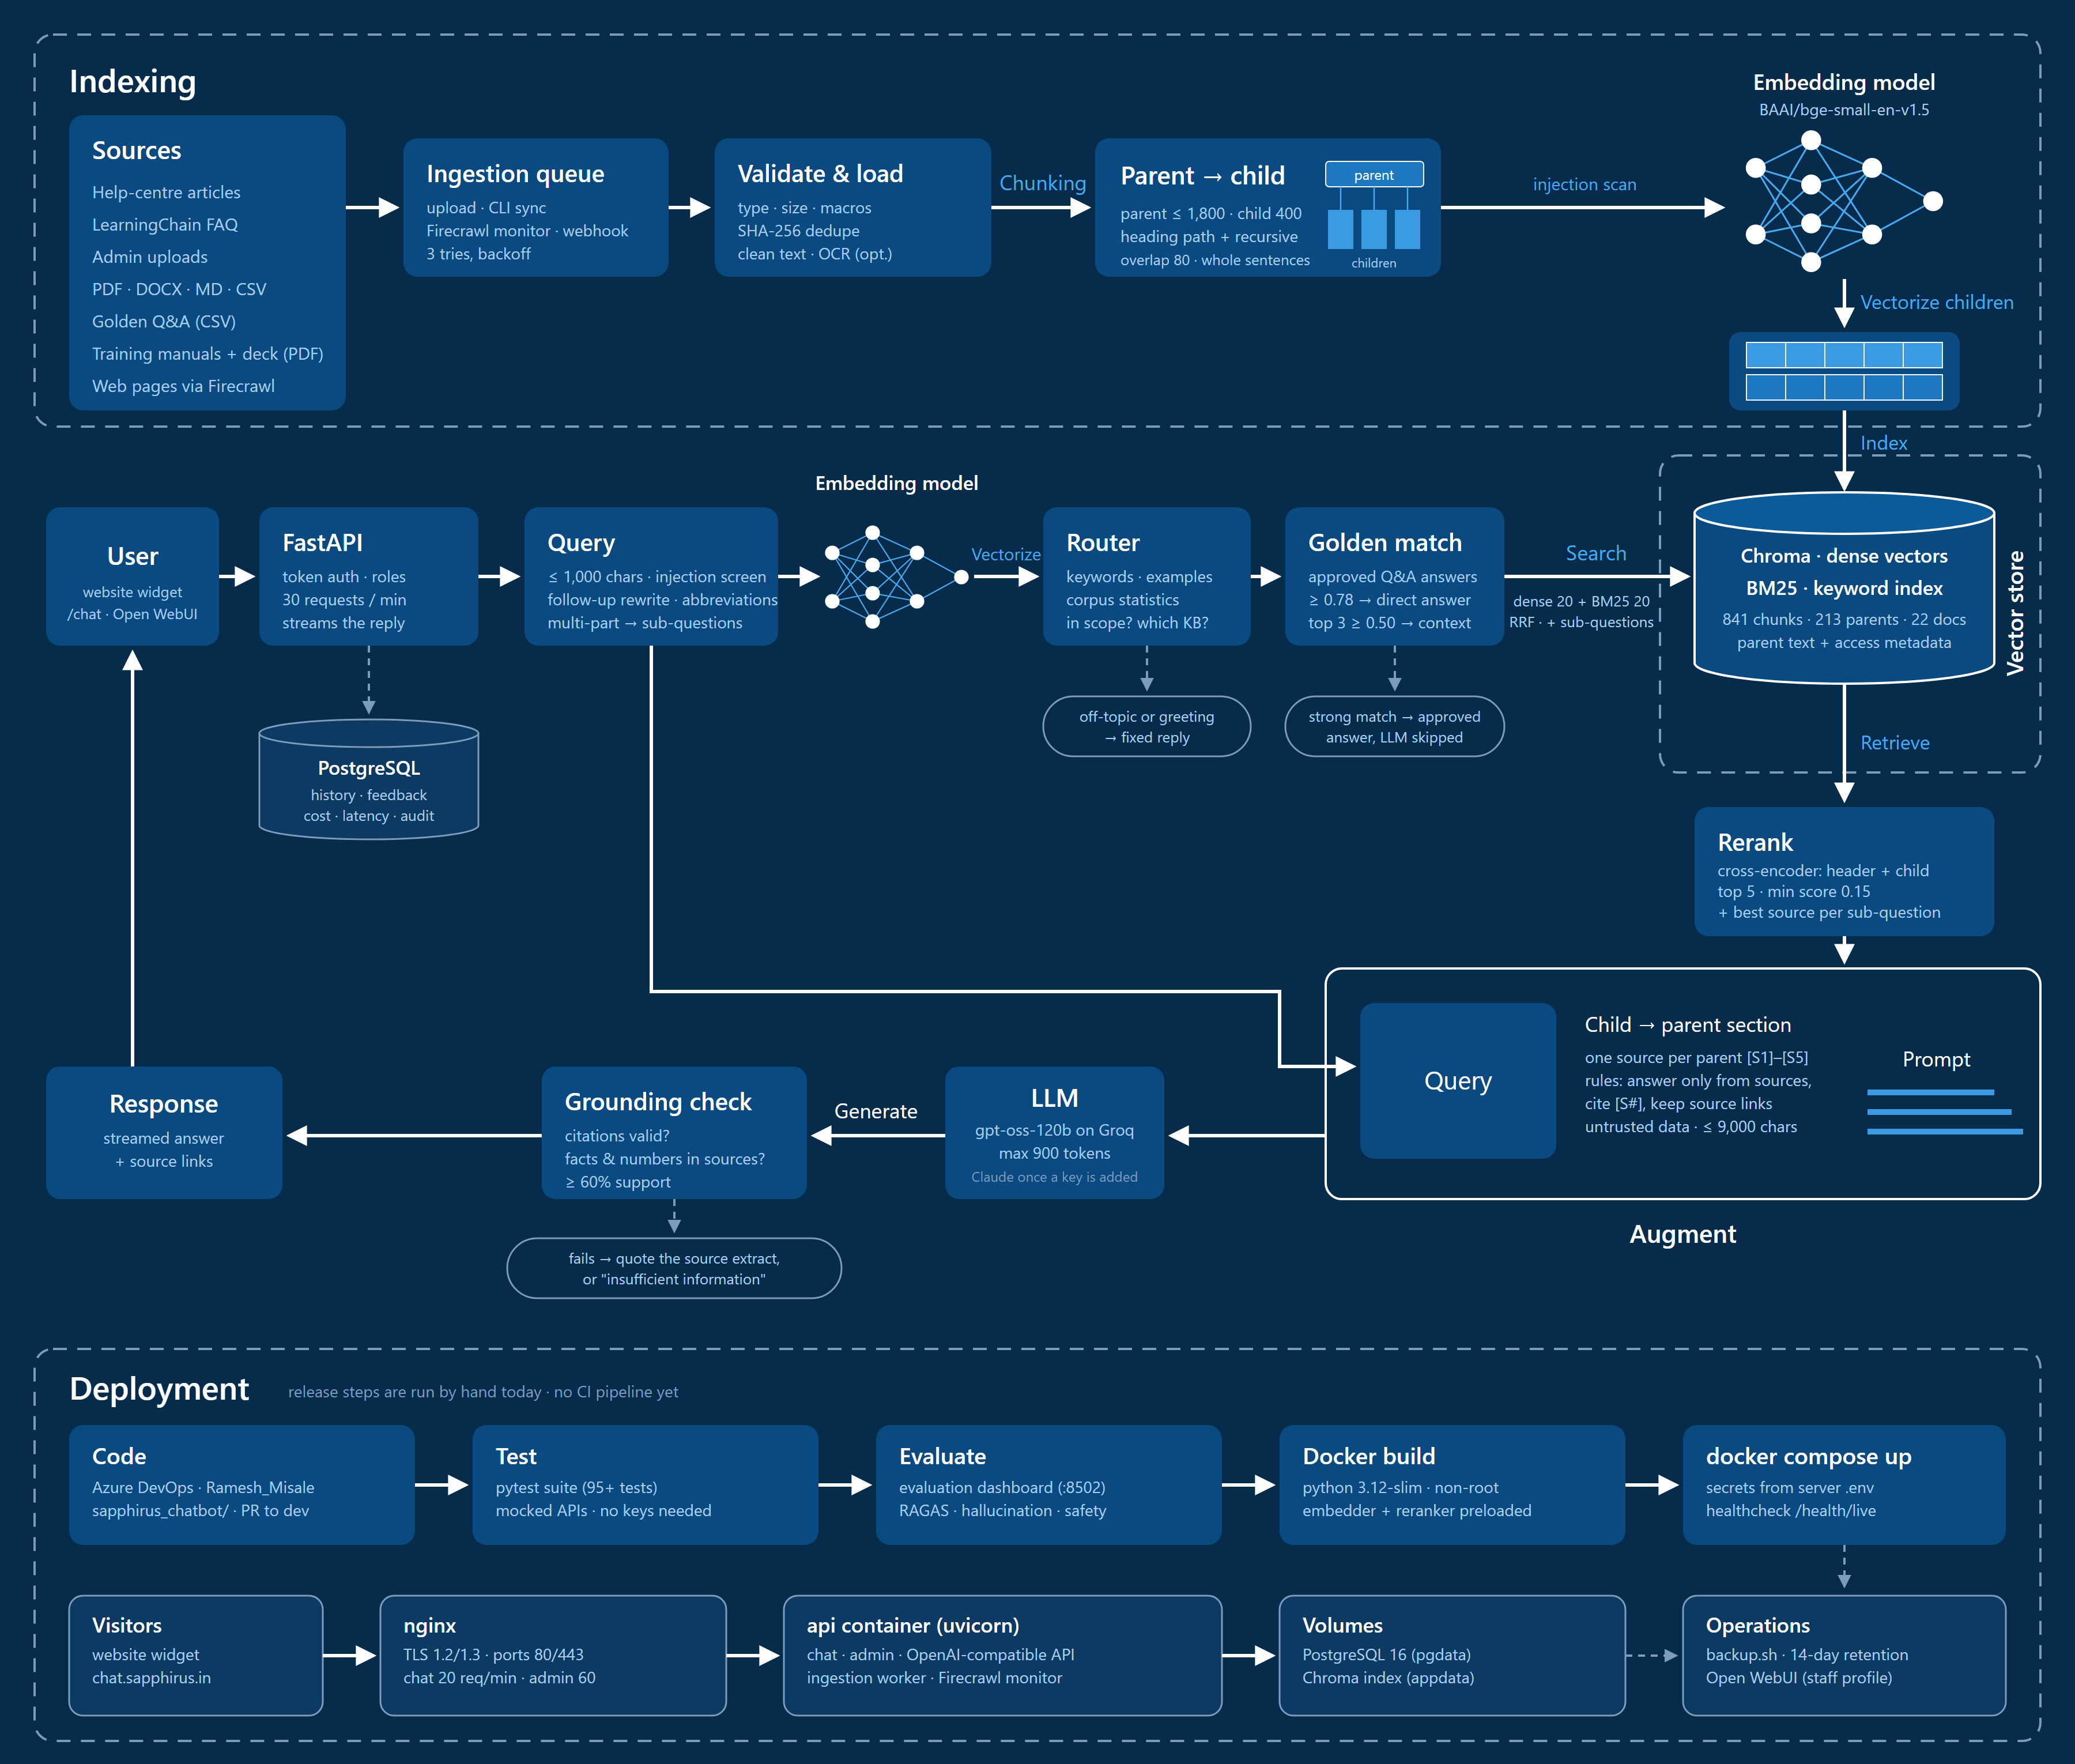 Indexing
Sources
Help-centre articles
LearningChain FAQ
Admin uploads
PDF · DOCX · MD · CSV
Golden Q&A (CSV)
Training manuals + deck (PDF)
Web pages via Firecrawl
Ingestion queue
upload · CLI sync
Firecrawl monitor · webhook
3 tries, backoff
Validate & load
type · size · macros
SHA-256 dedupe
clean text · OCR (opt.)
Chunking
Parent → child
parent ≤ 1,800 · child 400
heading path + recursive
overlap 80 · whole sentences
parent
children
injection scan
Embedding model
BAAI/bge-small-en-v1.5
Vectorize children
Index
User
website widget
/chat · Open WebUI
FastAPI
token auth · roles
30 requests / min
streams the reply
Query
≤ 1,000 chars · injection screen
follow-up rewrite · abbreviations
multi-part → sub-questions
Embedding model
Vectorize
Router
keywords · examples
corpus statistics
in scope? which KB?
Golden match
approved Q&A answers
≥ 0.78 → direct answer
top 3 ≥ 0.50 → context
Search
dense 20 + BM25 20
RRF · + sub-questions
Chroma · dense vectors
BM25 · keyword index
841 chunks · 213 parents · 22 docs
parent text + access metadata
Vector store
PostgreSQL
history · feedback
cost · latency · audit
off-topic or greeting
→ fixed reply
strong match → approved
answer, LLM skipped
Retrieve
Rerank
cross-encoder: header + child
top 5 · min score 0.15
+ best source per sub-question
Response
streamed answer
+ source links
Grounding check
citations valid?
facts & numbers in sources?
≥ 60% support
Generate
LLM
gpt-oss-120b on Groq
max 900 tokens
Claude once a key is added
Query
Child → parent section
one source per parent [S1]–[S5]
rules: answer only from sources,
cite [S#], keep source links
untrusted data · ≤ 9,000 chars
Prompt
Augment
fails → quote the source extract,
or "insufficient information"
Deployment
release steps are run by hand today · no CI pipeline yet
Code
Azure DevOps · Ramesh_Misale
sapphirus_chatbot/ · PR to dev
Test
pytest suite (95+ tests)
mocked APIs · no keys needed
Evaluate
evaluation dashboard (:8502)
RAGAS · hallucination · safety
Docker build
python 3.12-slim · non-root
embedder + reranker preloaded
docker compose up
secrets from server .env
healthcheck /health/live
Visitors
website widget
chat.sapphirus.in
nginx
TLS 1.2/1.3 · ports 80/443
chat 20 req/min · admin 60
api container (uvicorn)
chat · admin · OpenAI-compatible API
ingestion worker · Firecrawl monitor
Volumes
PostgreSQL 16 (pgdata)
Chroma index (appdata)
Operations
backup.sh · 14-day retention
Open WebUI (staff profile)